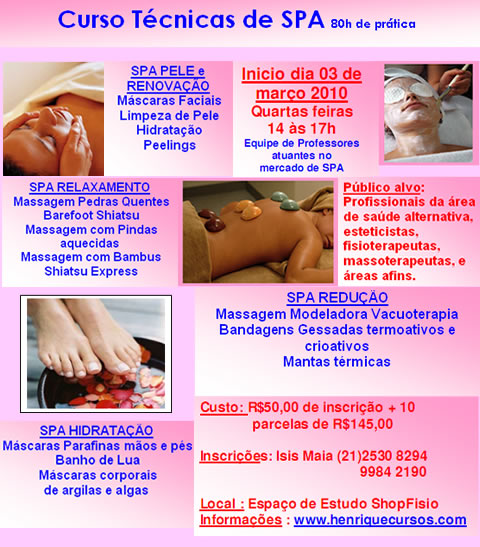 Curso Técnicas de SPA 80h de prática
SPA PELE e
RENOVAÇÃO
Máscaras Faciais
Limpeza de Pele
Hidratação
Peelings
Inicio dia 03 de
março 2010
Quartas feiras
14 às 17h
Equipe de Professores
atuantes no
mercado de SPA
SPA RELAXAMENTO
Massagem Pedras Quentes
Barefoot Shiatsu
Massagem com Pindas
aquecidas
Massagem com Bambus
Shiatsu Express
Público alvo:
Profissionais da área
de saúde alternativa,
esteticistas,
fisioterapeutas,
massoterapeutas, e
áreas afins.
SPA REDUÇÃO
Massagem Modeladora Vacuoterapia
Bandagens Gessadas termoativos e
crioativos
Mantas térmicas
SPA HIDRATAÇÃO
Máscaras Parafinas mãos e pés
Banho de Lua
Máscaras corporais
de argilas e algas
Custo: R$50,00 de inscrição + 10
parcelas de R$145,00
Inscrições: Isis Maia (21)2530 8294
9984 2190
Local : Espaço de Estudo ShopFisio
Informações : www.henriquecursos.com